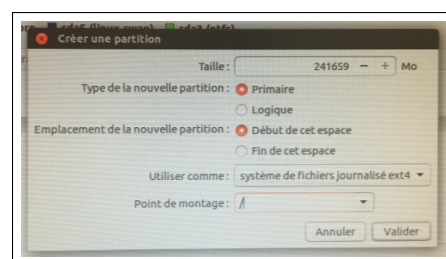 sda5 (linux-swap) sda3 (ntfs)
Créer une partition
Taille : 241659 − + Mo
Type de la nouvelle partition : Primaire
Logique
Emplacement de la nouvelle partition : Début de cet espace
Fin de cet espace
Utiliser comme : système de fichiers journalisé ext4
Point de montage : /
Annuler Valider